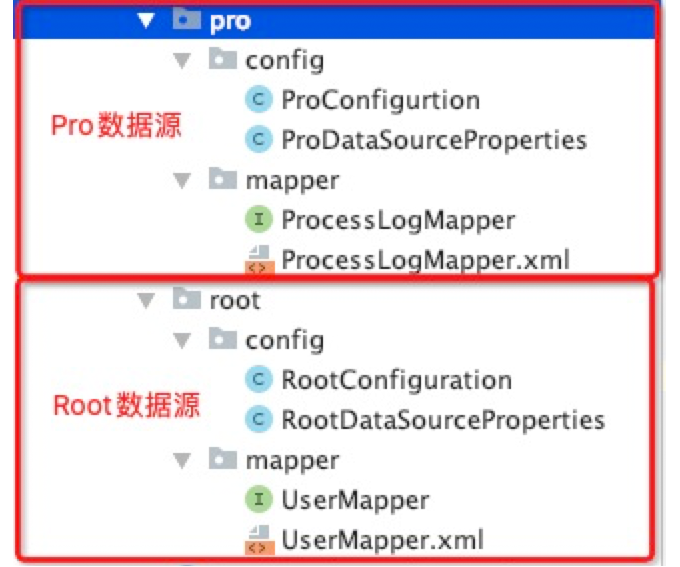 pro
config
ProConfigurtion
Pro数据源
ProDataSourceProperties
mapper
ProcessLogMapper
ProcessLogMapper.xml
root
config
RootConfiguration
Root数据源
RootDataSourceProperties
mapper
UserMapper
UserMapper.xml